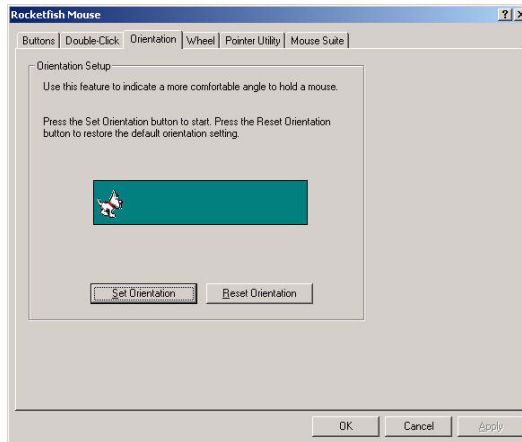 Rocketfish Mouse
Buttons Double-Click Orientation Wheel Pointer Utility Mouse Suite
Orientation Setup
Use this feature to indicate a more comfortable angle to hold a mouse.
Press the Set Orientation button to start. Press the Reset Orientation
button to restore the default orientation setting.
Set Orientation Reset Orientation
OK Cancel Apply